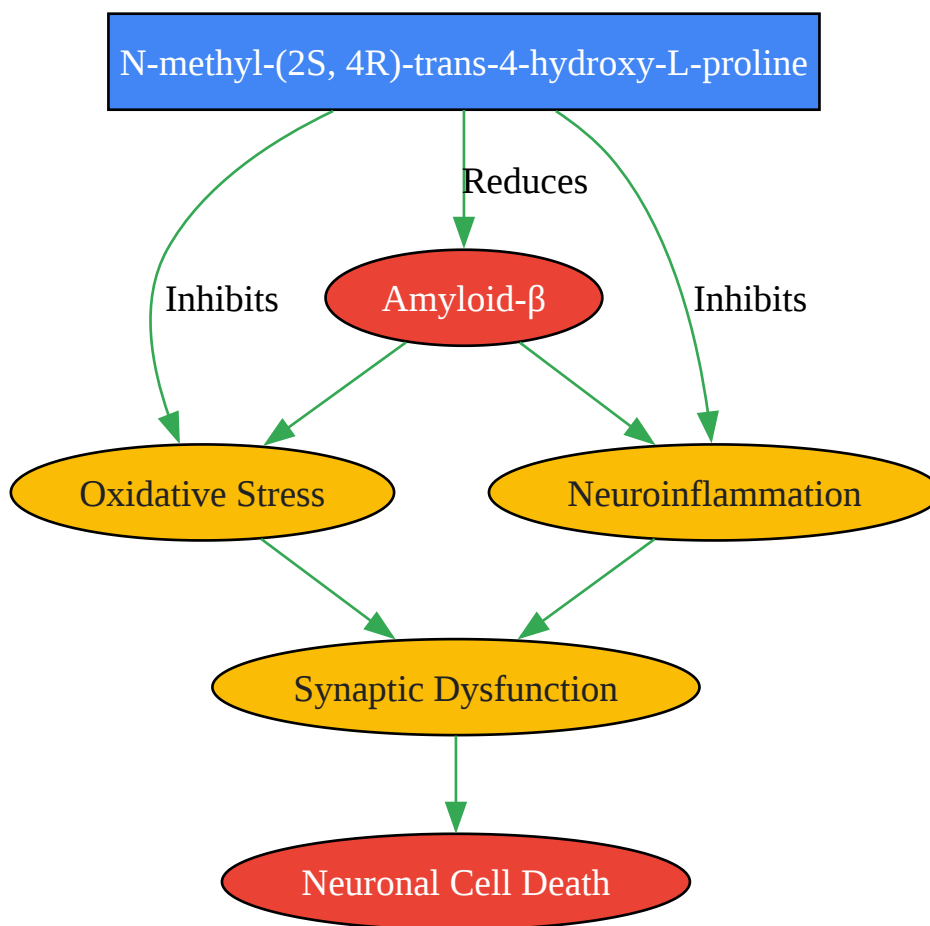 N-methyl-(2S, 4R)-trans-4-hydroxy-L-proline
Reduces
Inhibits
Amyloid-β
Inhibits
Oxidative Stress
Neuroinflammation
Synaptic Dysfunction
Neuronal Cell Death